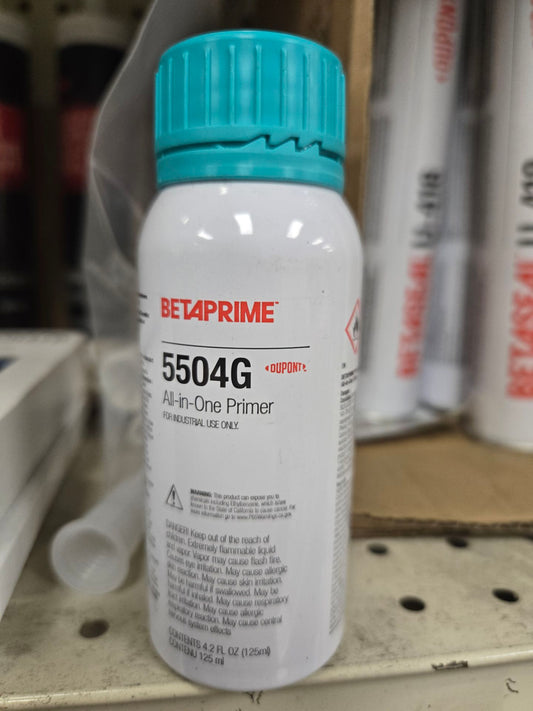 BETAPRIME™
5504G
‹DUPONT›
All-in-One Primer
FOR INDUSTRIAL USE ONLY.
WARNING: This product can expose you to
chemicals including Ethylbenzene, which is/are
known to the State of California to cause cancer. For
more information go to www.P65Warnings.ca.gov.
DANGER! Keep out of the reach of
children. Extremely flammable liquid
and vapor. Vapor may cause flash fire.
Causes eye irritation. May cause allergic
skin reaction. May cause skin irritation.
May be harmful if swallowed. May be
harmful if inhaled. May cause respiratory
tract irritation. May cause allergic
respiratory reaction. May cause central
nervous system effects
CONTENTS 4.2 FL OZ (125ml)
CONTENU 125 ml
‹DUPONT›
BETASEAL
BETASEAL